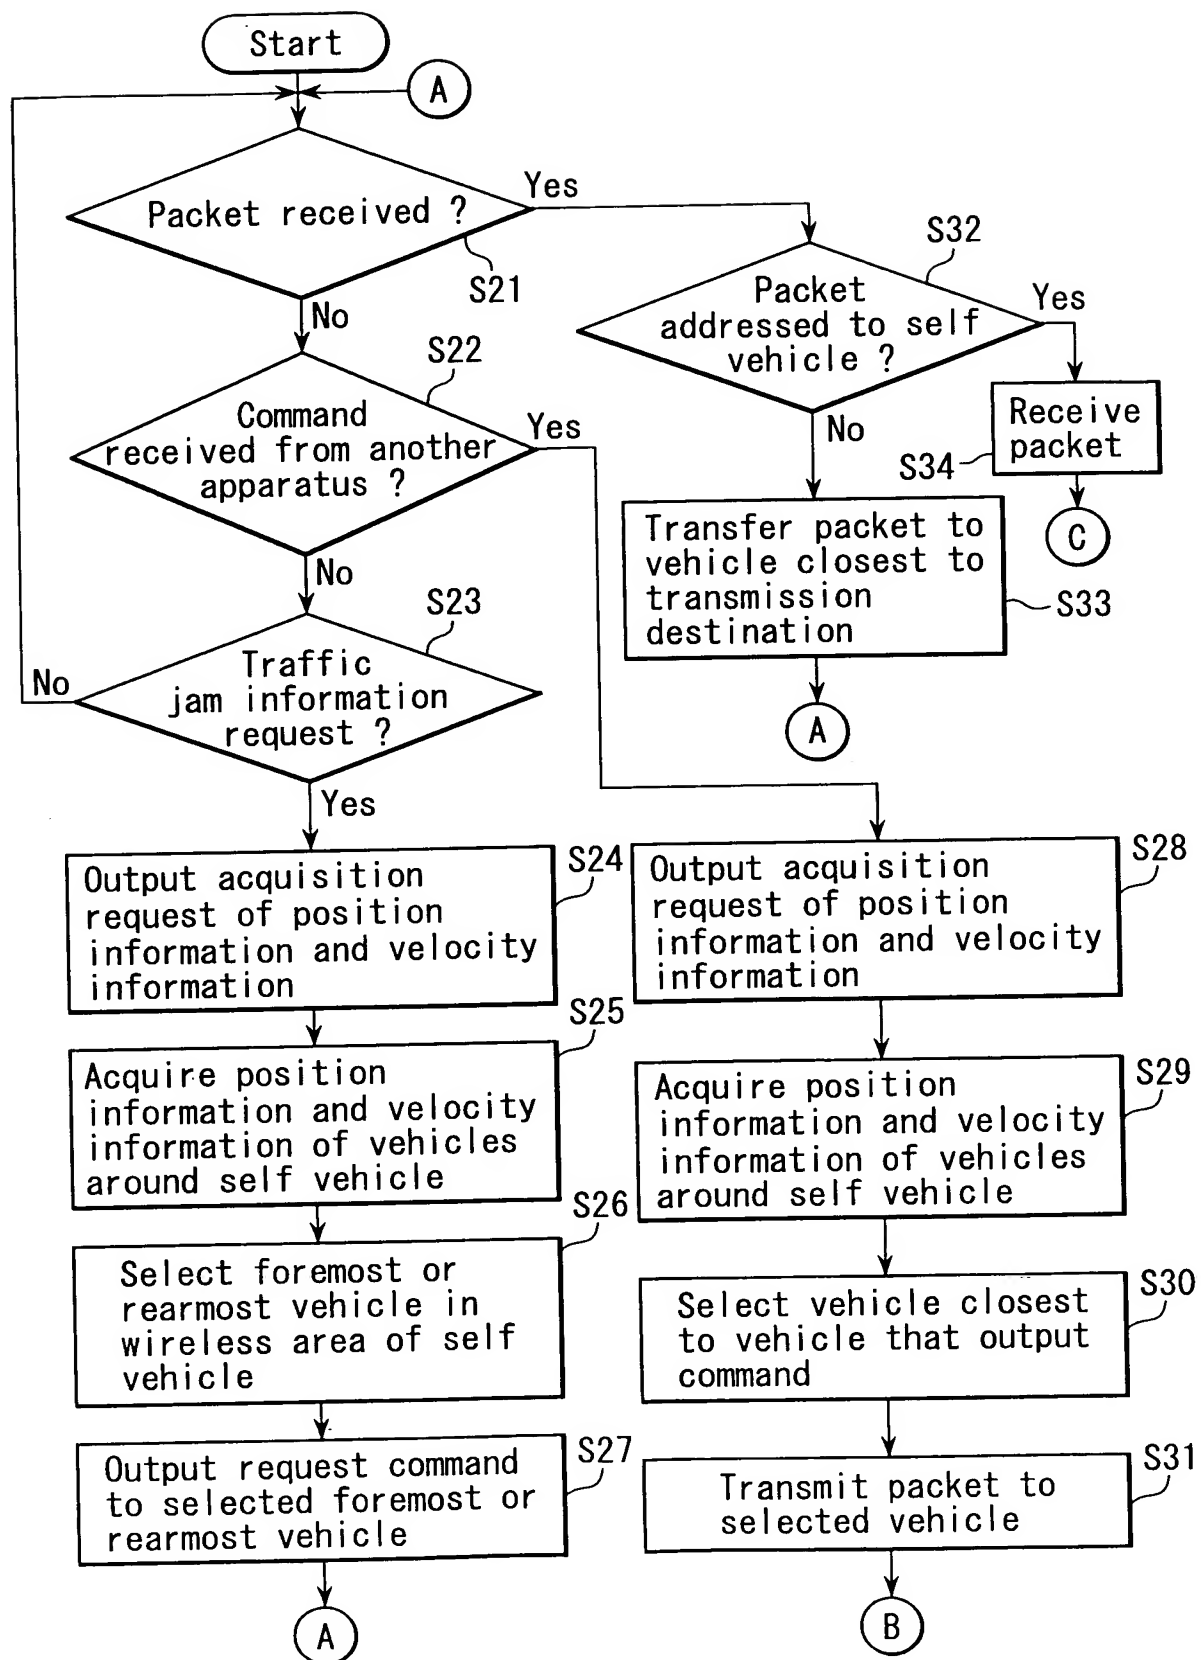 Start
A
Packet received ?
Yes
S21
No
S32
Packet
addressed to self
vehicle ?
Yes
No
Receive
packet
S34
C
Transfer packet to
vehicle closest to
transmission
destination
S33
A
S22
Command
received from another
apparatus ?
Yes
No
S23
Traffic
jam information
request ?
No
Yes
Output acquisition
request of position
information and velocity
information
S24
Acquire position
information and velocity
information of vehicles
around self vehicle
S25
Select foremost or
rearmost vehicle in
wireless area of self
vehicle
S26
Output request command
to selected foremost or
rearmost vehicle
S27
A
Output acquisition
request of position
information and velocity
information
S28
Acquire position
information and velocity
information of vehicles
around self vehicle
S29
Select vehicle closest
to vehicle that output
command
S30
Transmit packet to
selected vehicle
S31
B